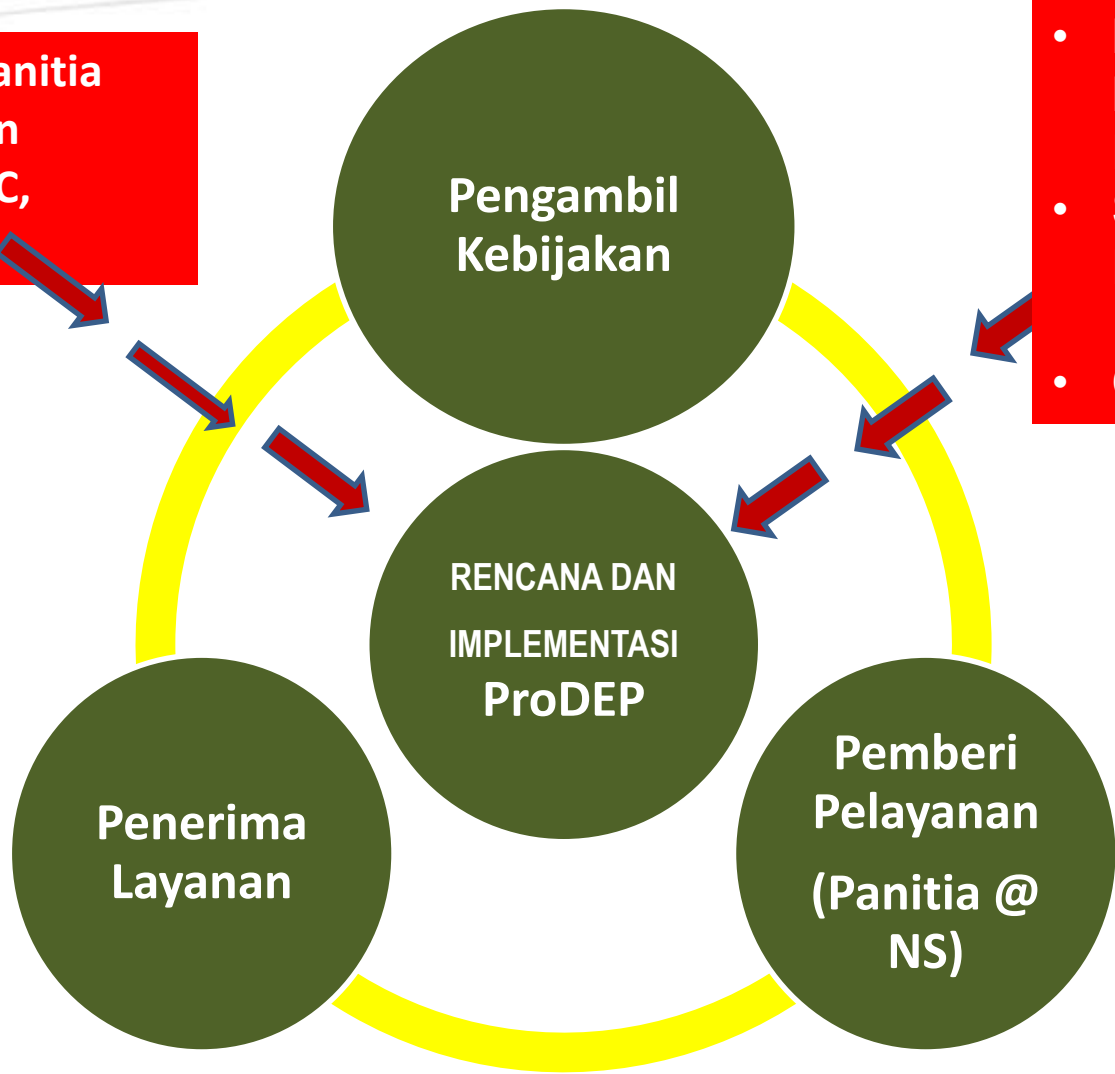 anitia
n
C,
Pengambil
Kebijakan
RENCANA DAN
IMPLEMENTASI
ProDEP
Penerima
Layanan
Pemberi
Pelayanan
(Panitia @
NS)